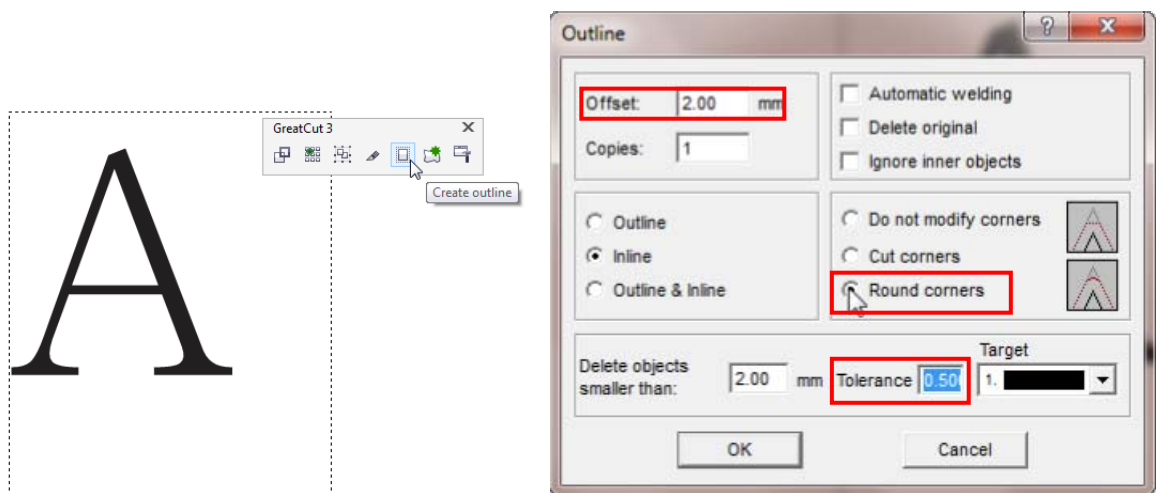 A
GreatCut 3
Create outline
Outline
Offset: 2.00 mm
Copies: 1
Automatic welding
Delete original
Ignore inner objects
Outline
Inline
Outline & Inline
Do not modify corners
Cut corners
Round corners
Delete objects
smaller than: 2.00 mm
Tolerance 0.500
Target
1.
OK
Cancel